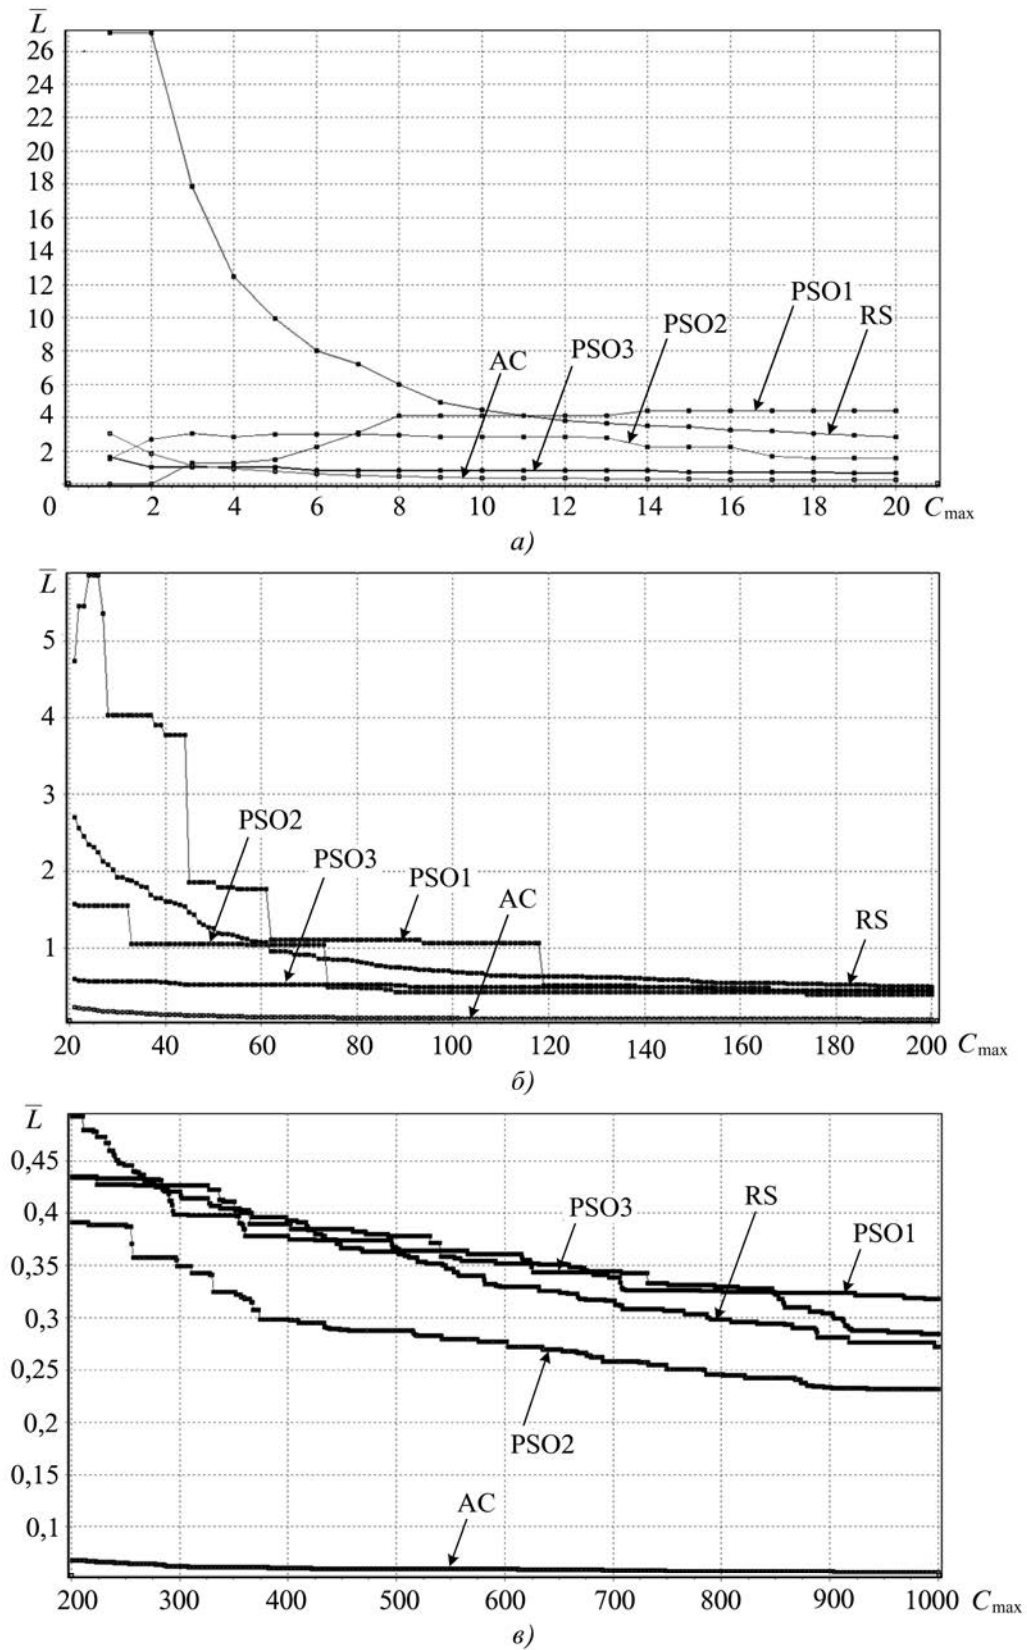 L̅
26
24
22
20
18
16
14
12
10
8
6
4
2
PSO1
RS
PSO2
PSO3
AC
0 2 4 6 8 10 12 14 16 18 20 C_max
а)
L̅
5
4
3
2
1
PSO2
PSO3
PSO1
AC
RS
20 40 60 80 100 120 140 160 180 200 C_max
б)
L̅
0,45
0,4
0,35
0,3
0,25
0,2
0,15
0,1
PSO3
RS
PSO1
PSO2
AC
200 300 400 500 600 700 800 900 1000 C_max
в)